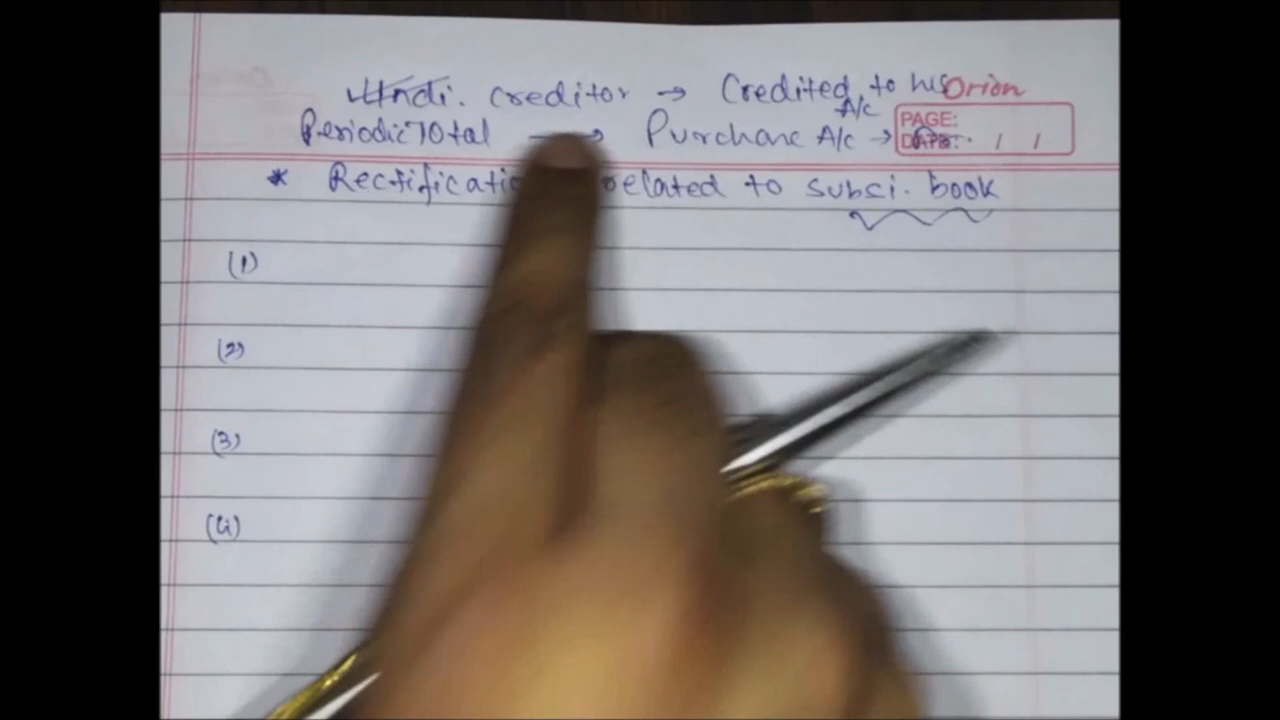 Indi. creditor → Credited to his Orion
A/c
Periodic Total → Purchase A/c →
PAGE:
DATE: / /
* Rectificatio related to subsi. book
(1)
(2)
(3)
(4)